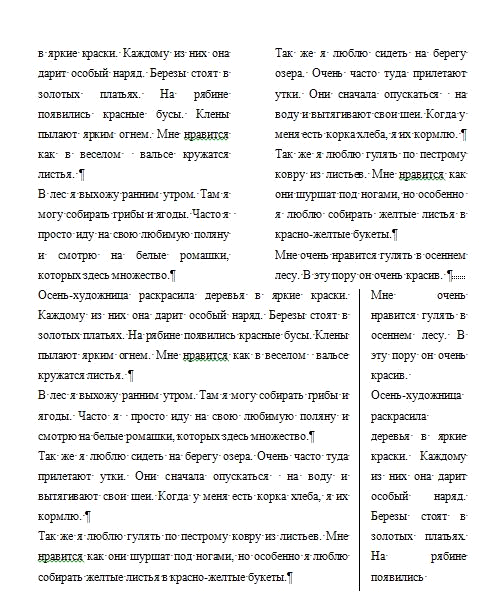 в яркие краски. Каждому из них она
дарит особый наряд. Березы стоят в
золотых платьях. На рябине
появились красные бусы. Клены
пылают ярким огнем. Мне нравится
как в веселом вальсе кружатся
листья. ¶
В лес я выхожу ранним утром. Там я
могу собирать грибы и ягоды. Часто я
просто иду на свою любимую поляну
и смотрю на белые ромашки,
которых здесь множество.¶
Так же я люблю сидеть на берегу
озера. Очень часто туда прилетают
утки. Они сначала опускаться на
воду и вытягивают свои шеи. Когда у
меня есть корка хлеба, я их кормлю. ¶
Так же я люблю гулять по пестрому
ковру из листьев. Мне нравится как
они шуршат под ногами, но особенно
я люблю собирать желтые листья в
красно-желтые букеты.¶
Мне очень нравится гулять в осеннем
лесу. В эту пору он очень красив. ¶
Осень-художница раскрасила деревья в яркие краски.
Каждому из них она дарит особый наряд. Березы стоят в
золотых платьях. На рябине появились красные бусы. Клены
пылают ярким огнем. Мне нравится как в веселом вальсе
кружатся листья. ¶
В лес я выхожу ранним утром. Там я могу собирать грибы и
ягоды. Часто я просто иду на свою любимую поляну и
смотрю на белые ромашки, которых здесь множество.¶
Так же я люблю сидеть на берегу озера. Очень часто туда
прилетают утки. Они сначала опускаться на воду и
вытягивают свои шеи. Когда у меня есть корка хлеба, я их
кормлю. ¶
Так же я люблю гулять по пестрому ковру из листьев. Мне
нравится как они шуршат под ногами, но особенно я люблю
собирать желтые листья в красно-желтые букеты.¶
Мне очень
нравится гулять в
осеннем лесу. В
эту пору он очень
красив.
Осень-художница
раскрасила
деревья в яркие
краски. Каждому
из них она дарит
особый наряд.
Березы стоят в
золотых платьях.
На рябине
появились